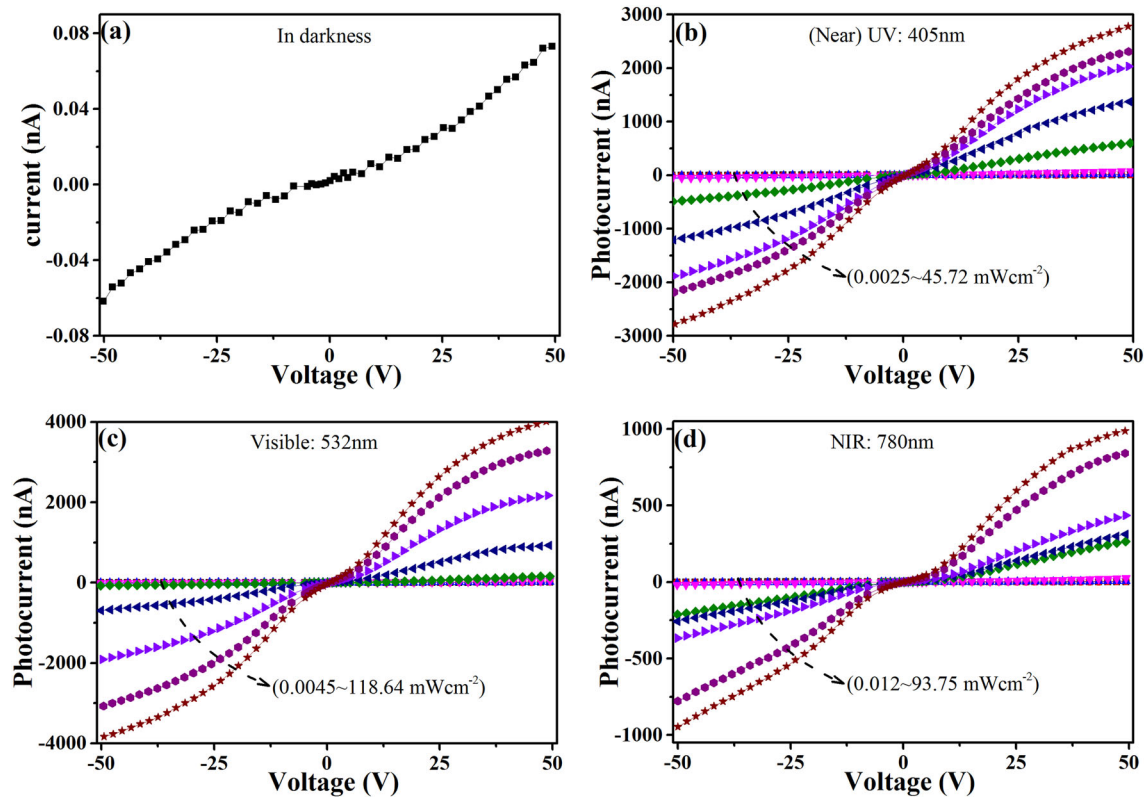 (a)
In darkness
current (nA)
0.08
0.04
0.00
-0.04
-0.08
-50
-25
0
25
50
Voltage (V)
(b)
(Near) UV: 405nm
Photocurrent (nA)
3000
2000
1000
0
-1000
-2000
-3000
(0.0025~45.72 mWcm⁻²)
-50
-25
0
25
50
Voltage (V)
(c)
Visible: 532nm
Photocurrent (nA)
4000
2000
0
-2000
-4000
(0.0045~118.64 mWcm⁻²)
-50
-25
0
25
50
Voltage (V)
(d)
NIR: 780nm
Photocurrent (nA)
1000
500
0
-500
-1000
(0.012~93.75 mWcm⁻²)
-50
-25
0
25
50
Voltage (V)